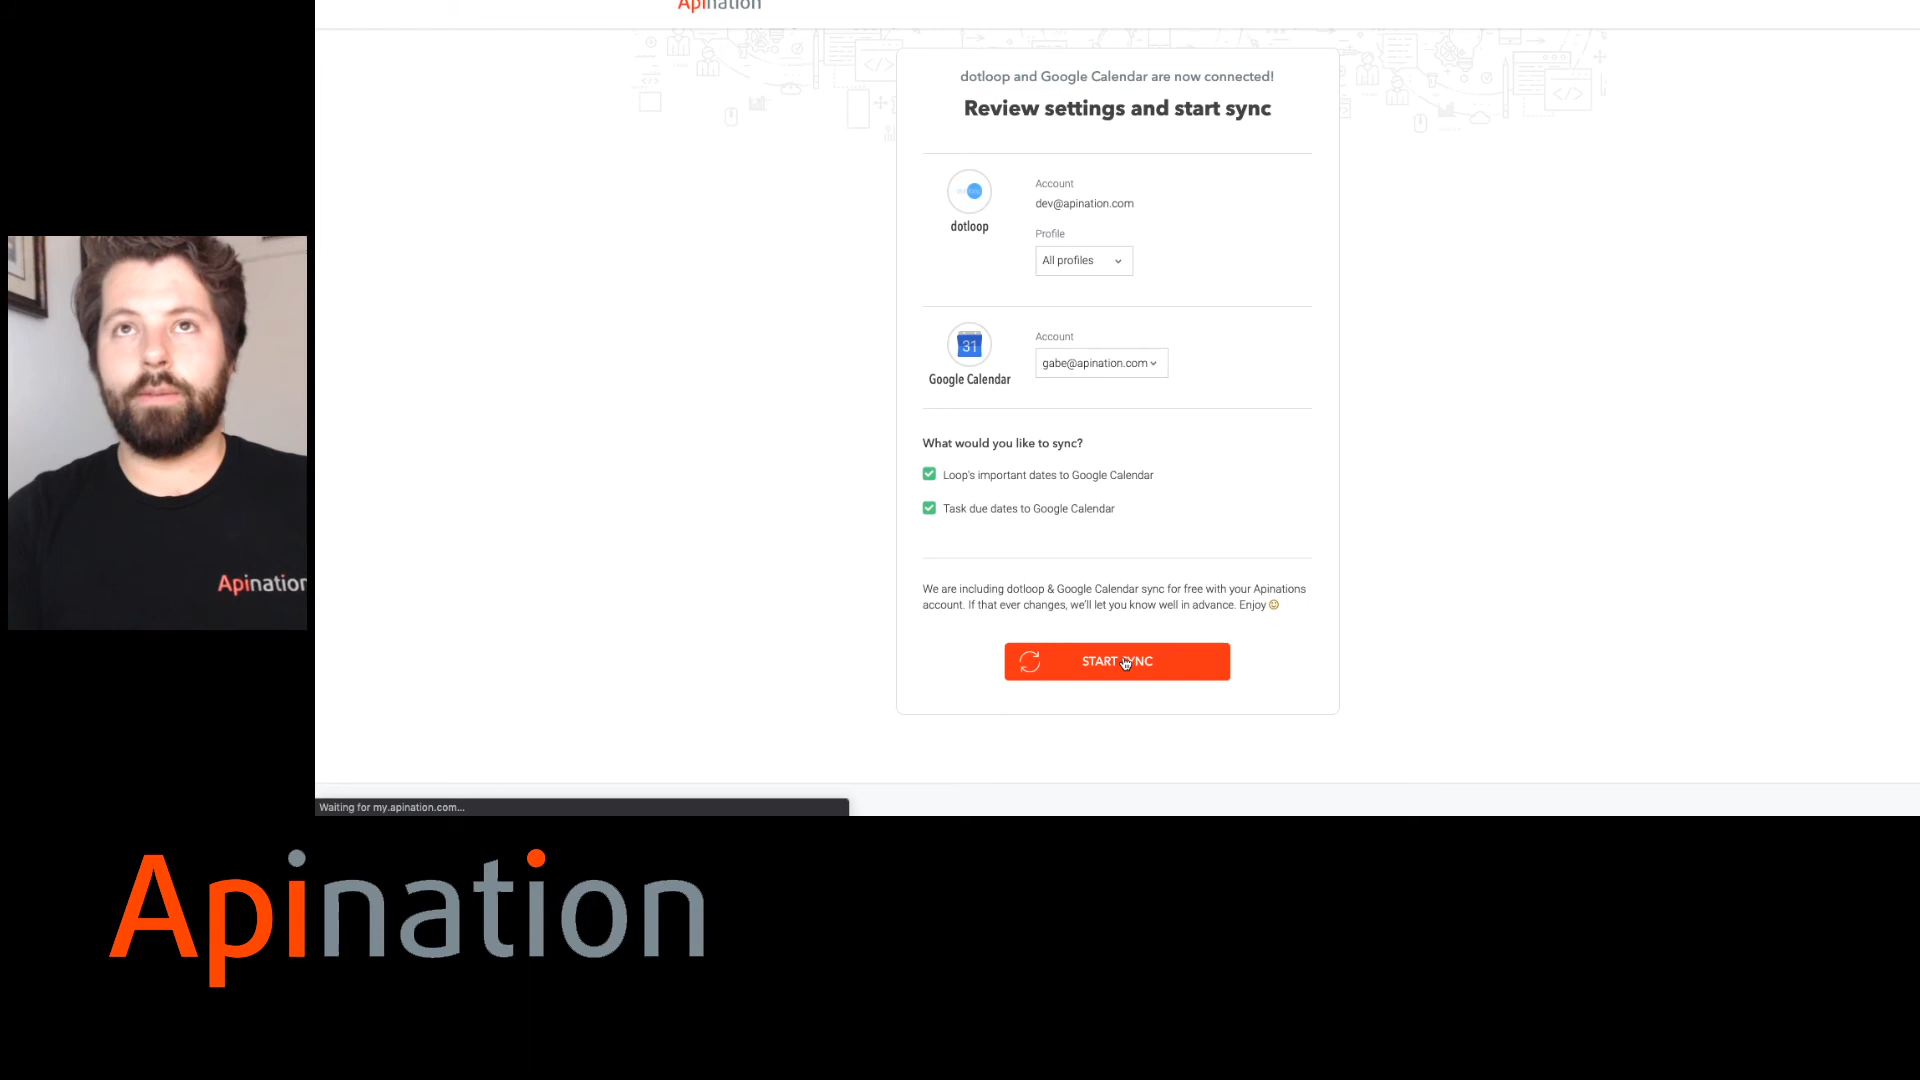 Apination
dotloop and Google Calendar are now connected!
Review settings and start sync
dotloop
Account
dev@apination.com
Profile
All profiles
31
Google Calendar
Account
gabe@apination.com
What would you like to sync?
Loop's important dates to Google Calendar
Task due dates to Google Calendar
We are including dotloop & Google Calendar sync for free with your Apinations
account. If that ever changes, we'll let you know well in advance. Enjoy
START SYNC
Waiting for my.apination.com...
Apination
Apination